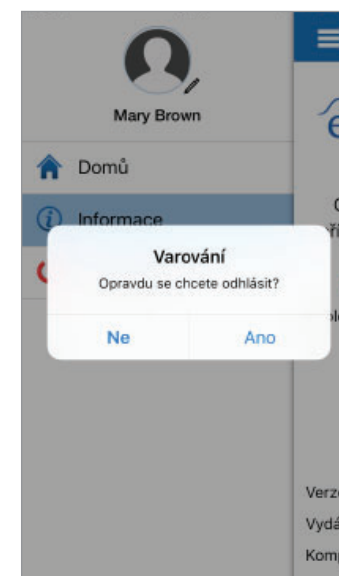 Mary Brown
Domů
Informace
Varování
Opravdu se chcete odhlásit?
Ne
Ano